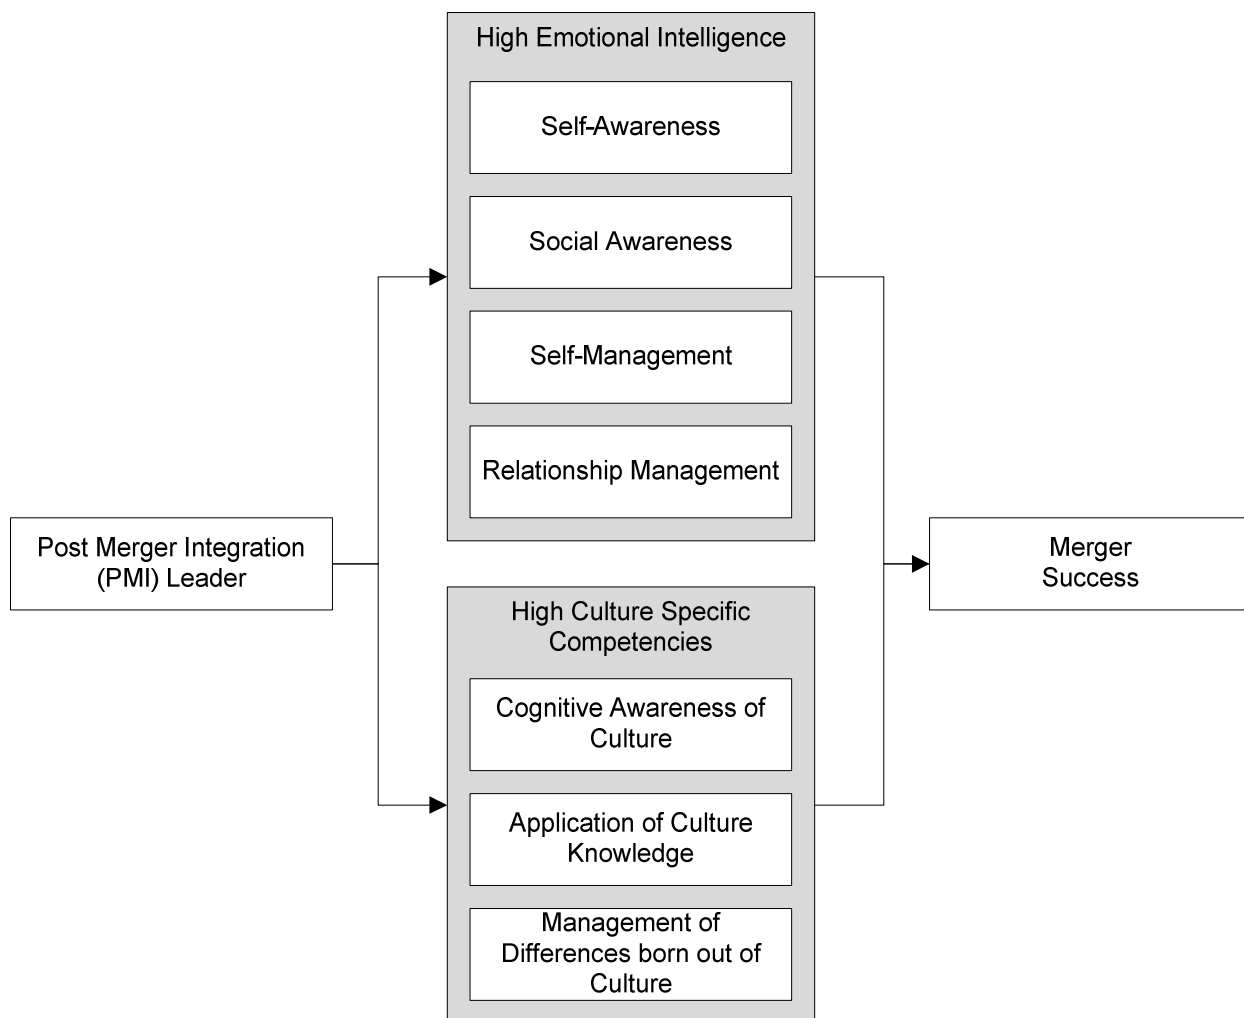 High Emotional Intelligence
Self-Awareness
Social Awareness
Self-Management
Relationship Management
Post Merger Integration
(PMI) Leader
Merger
Success
High Culture Specific
Competencies
Cognitive Awareness of
Culture
Application of Culture
Knowledge
Management of
Differences born out of
Culture